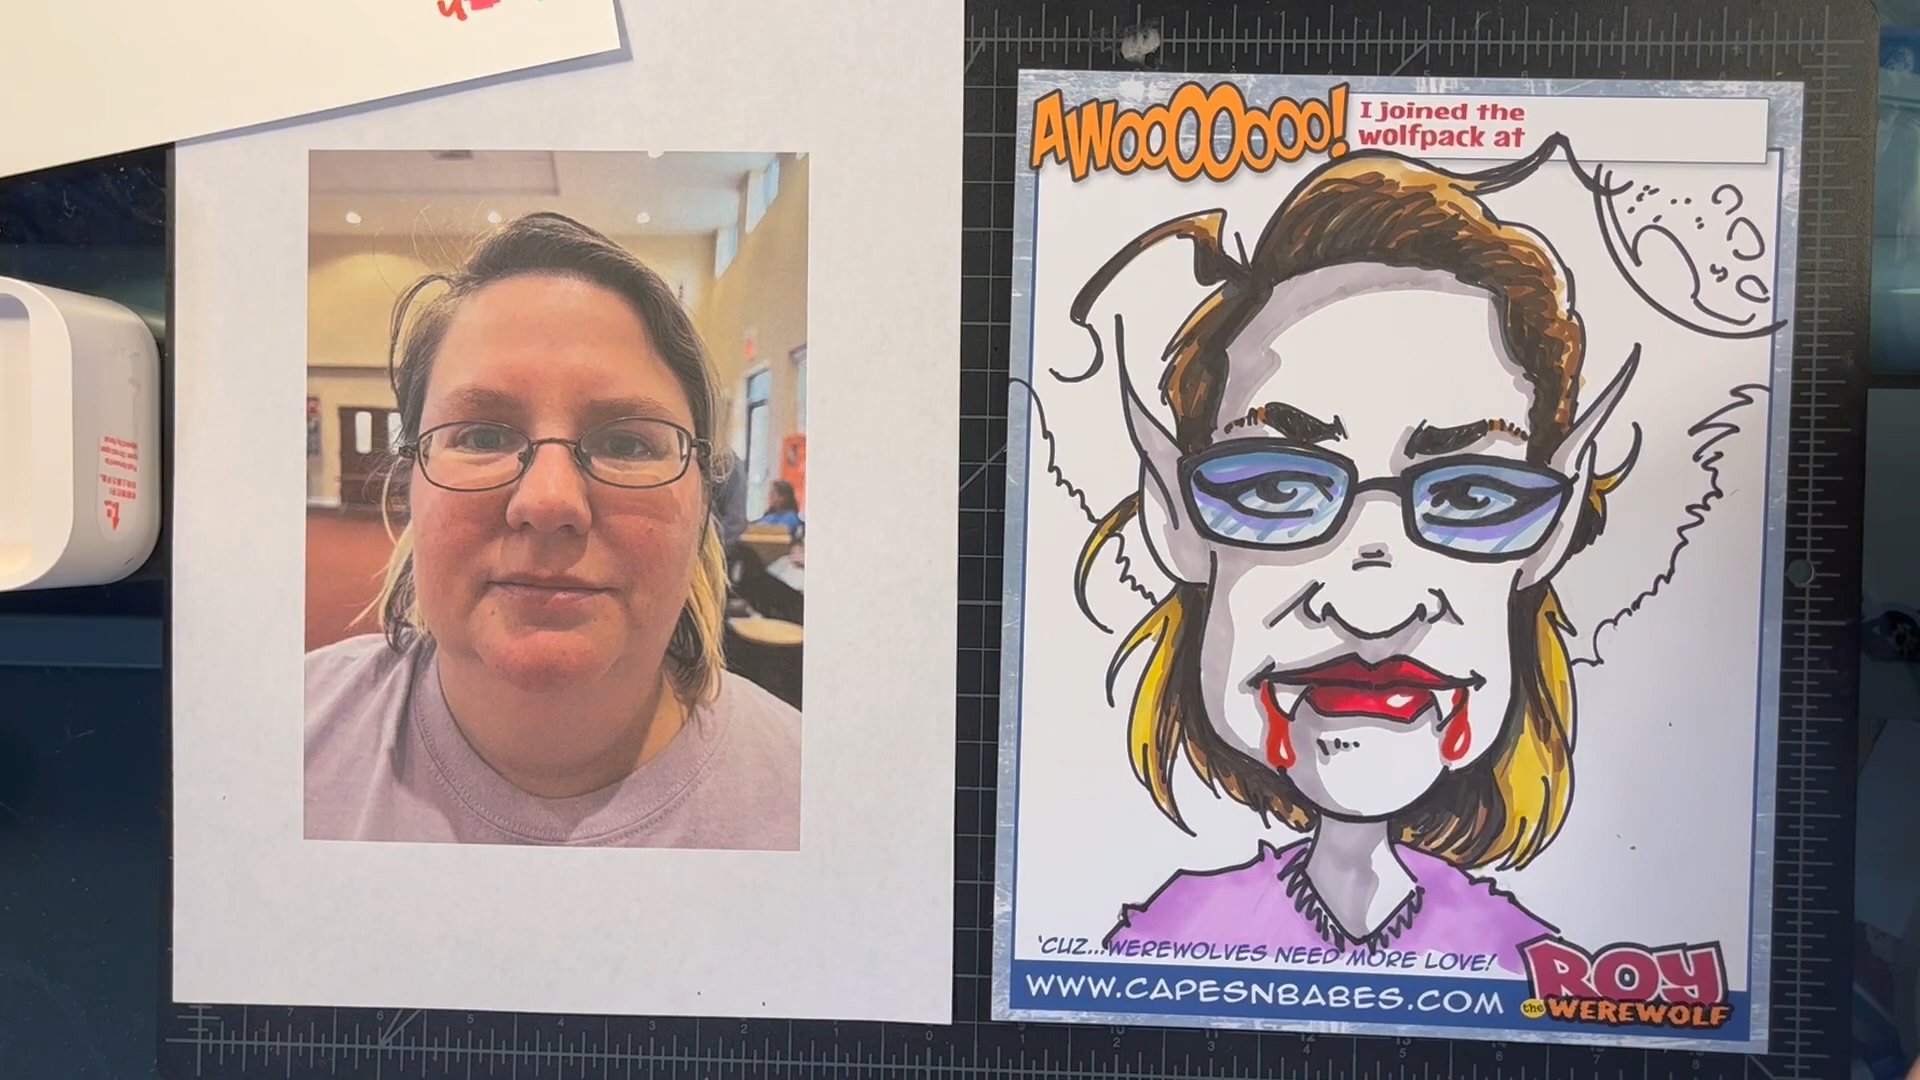 AWOOOOOOO!
I joined the
wolfpack at
'CUZ...WEREWOLVES NEED MORE LOVE!
WWW.CAPESNBABES.COM
ROY
the WEREWOLF